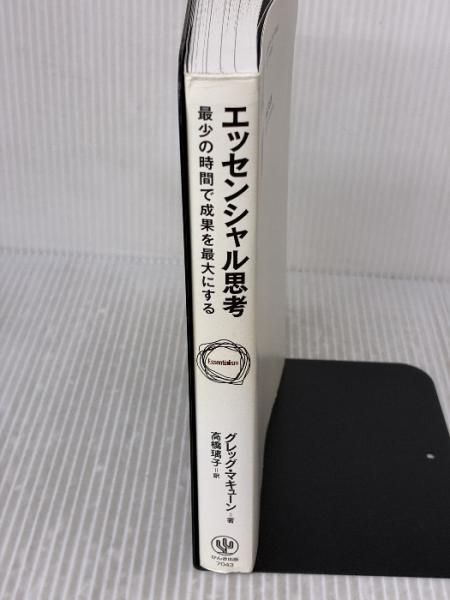 エッセンシャル思考
最少の時間で成果を最大にする
Essentialism
グレッグ・マキューン=著
高橋璃子=訳
かんき出版
7043